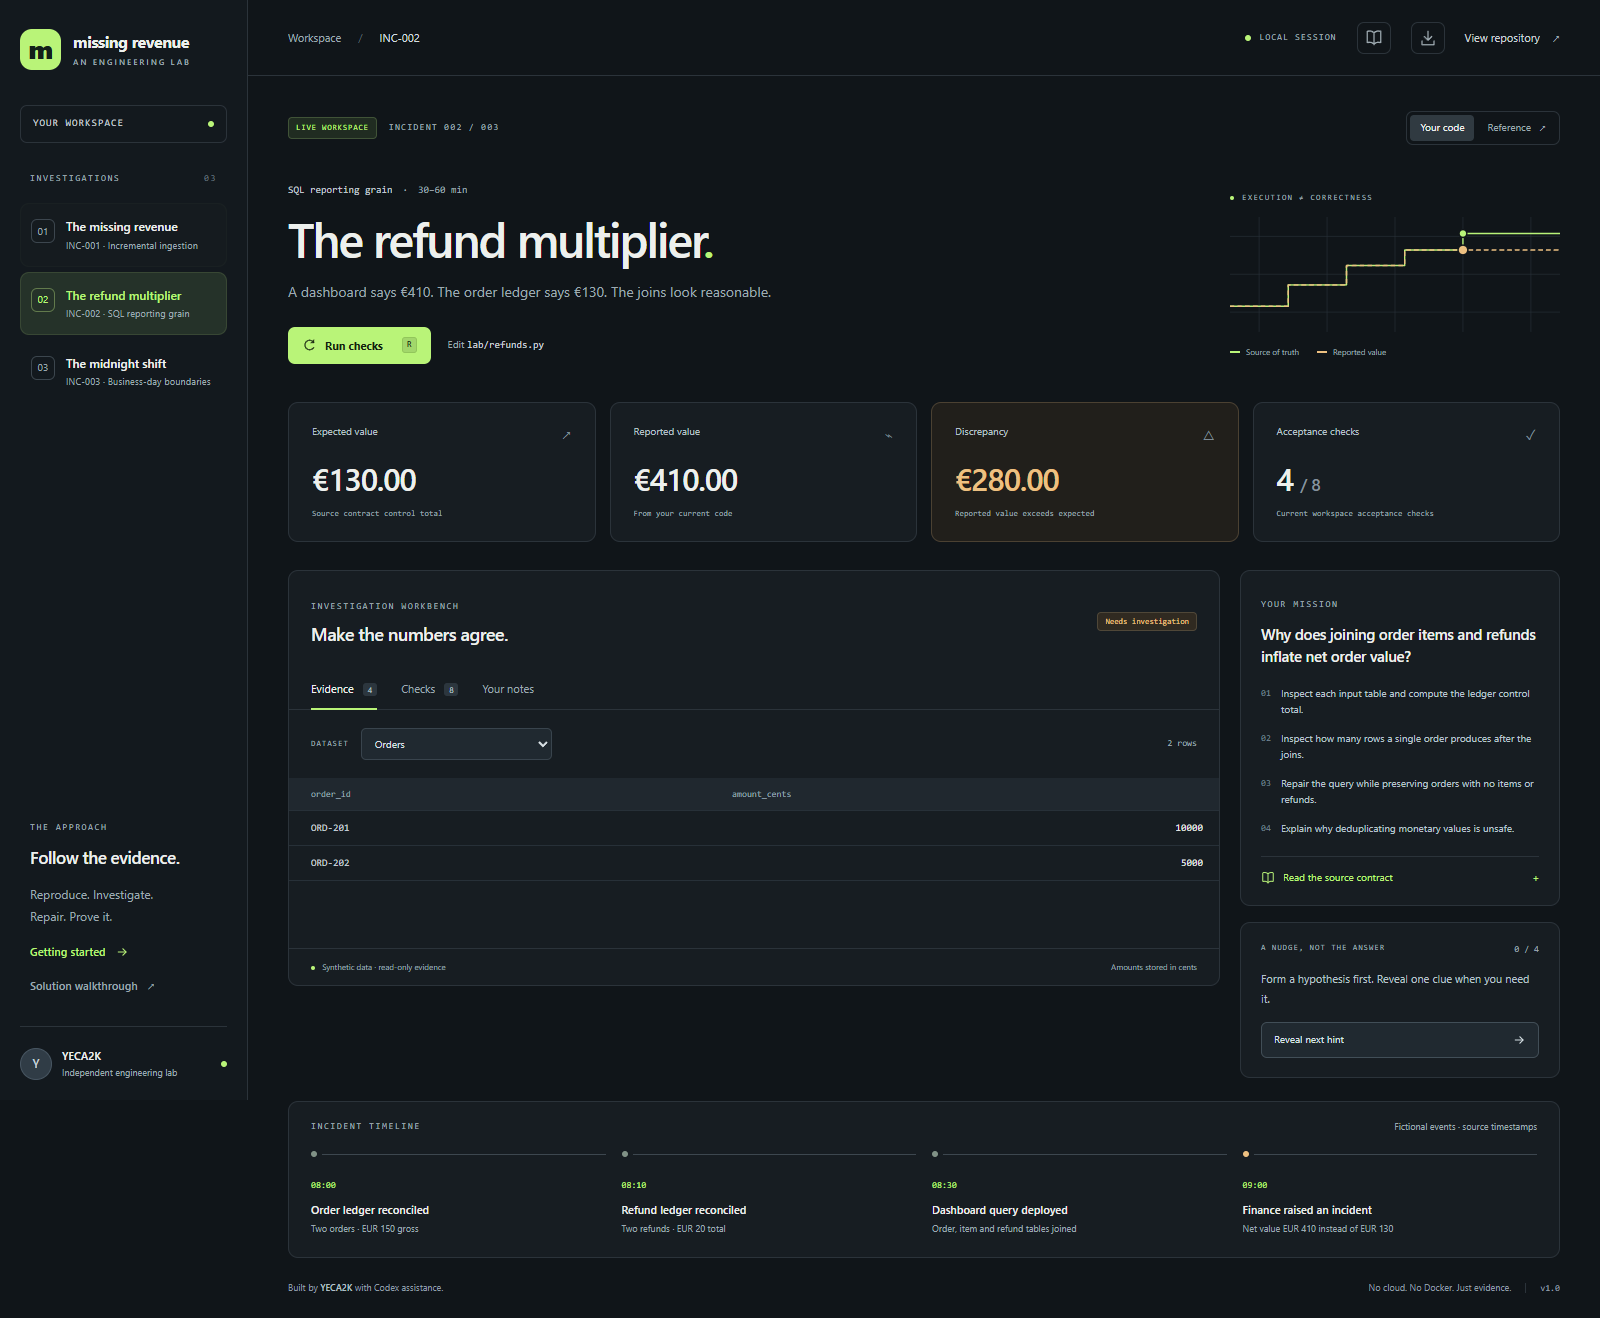 m
missing revenue
AN ENGINEERING LAB
YOUR WORKSPACE
INVESTIGATIONS 03
01
The missing revenue
INC-001 · Incremental ingestion
02
The refund multiplier
INC-002 · SQL reporting grain
03
The midnight shift
INC-003 · Business-day boundaries
THE APPROACH
Follow the evidence.
Reproduce. Investigate.
Repair. Prove it.
Getting started →
Solution walkthrough ↗
Y
YECA2K
Independent engineering lab
Workspace / INC-002
LOCAL SESSION
View repository ↗
LIVE WORKSPACE INCIDENT 002 / 003
Your code Reference ↗
SQL reporting grain · 30–60 min
The refund multiplier.
A dashboard says €410. The order ledger says €130. The joins look reasonable.
Run checks R
Edit lab/refunds.py
EXECUTION ≠ CORRECTNESS
Source of truth Reported value
Expected value ↗
€130.00
Source contract control total
Reported value
€410.00
From your current code
Discrepancy △
€280.00
Reported value exceeds expected
Acceptance checks ✓
4 / 8
Current workspace acceptance checks
INVESTIGATION WORKBENCH
Make the numbers agree.
Needs investigation
Evidence 4 Checks 8 Your notes
DATASET Orders 2 rows
order_id amount_cents
ORD-201 10000
ORD-202 5000
Synthetic data · read-only evidence
Amounts stored in cents
YOUR MISSION
Why does joining order items and refunds
inflate net order value?
01 Inspect each input table and compute the ledger control
total.
02 Inspect how many rows a single order produces after the
joins.
03 Repair the query while preserving orders with no items or
refunds.
04 Explain why deduplicating monetary values is unsafe.
Read the source contract +
A NUDGE, NOT THE ANSWER 0 / 4
Form a hypothesis first. Reveal one clue when you need
it.
Reveal next hint →
INCIDENT TIMELINE
Fictional events · source timestamps
08:00
Order ledger reconciled
Two orders · EUR 150 gross
08:10
Refund ledger reconciled
Two refunds · EUR 20 total
08:30
Dashboard query deployed
Order, item and refund tables joined
09:00
Finance raised an incident
Net value EUR 410 instead of EUR 130
Built by YECA2K with Codex assistance.
No cloud. No Docker. Just evidence. v1.0